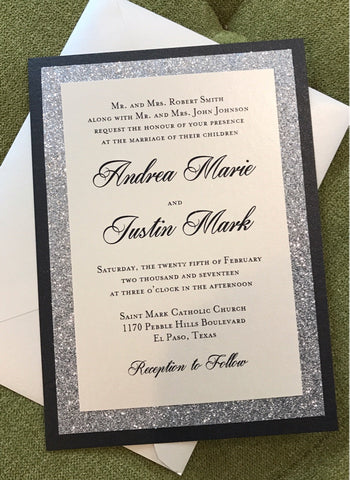 Mr. and Mrs. Robert Smith
along with Mr. and Mrs. John Johnson
request the honour of your presence
at the marriage of their children
Andrea Marie
and
Justin Mark
Saturday, the twenty fifth of February
two thousand and seventeen
at three o'clock in the afternoon
Saint Mark Catholic Church
1170 Pebble Hills Boulevard
El Paso, Texas
Reception to Follow